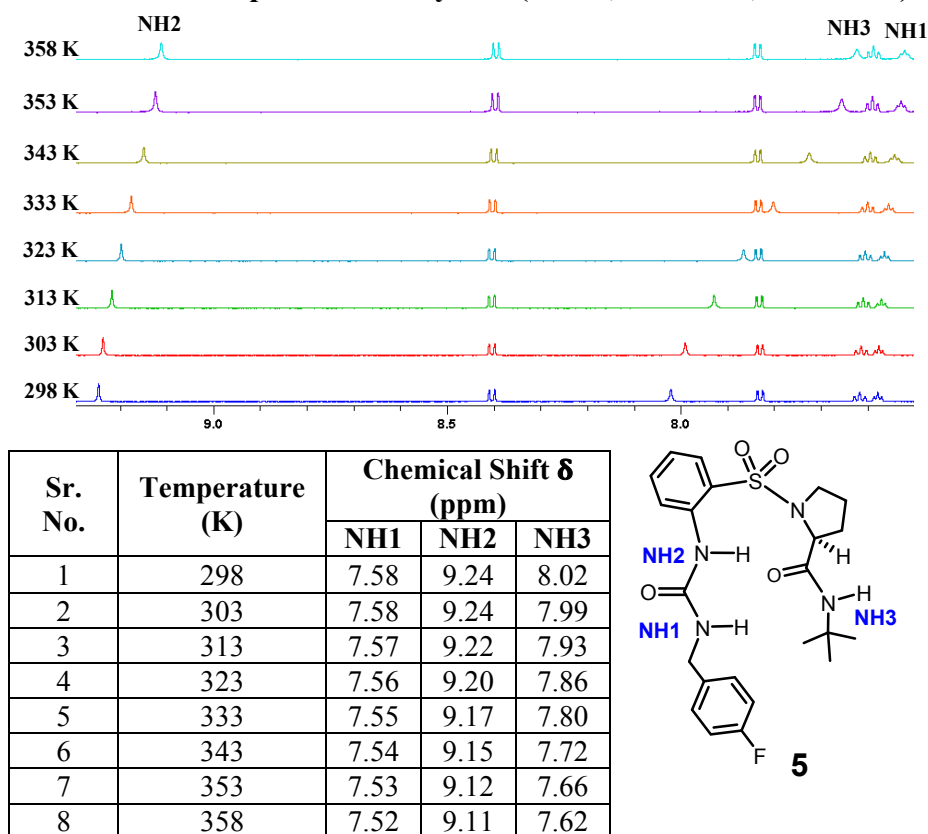 NH2 NH3 NH1
358 K
353 K
343 K
333 K
323 K
313 K
303 K
298 K
9.0 8.5 8.0
Sr. No. Temperature (K) Chemical Shift δ (ppm)
NH1 NH2 NH3
1 298 7.58 9.24 8.02
2 303 7.58 9.24 7.99
3 313 7.57 9.22 7.93
4 323 7.56 9.20 7.86
5 333 7.55 9.17 7.80
6 343 7.54 9.15 7.72
7 353 7.53 9.12 7.66
8 358 7.52 9.11 7.62
O O
S
N
NH2 N H
H
O
O
N H
NH3
NH1 N H
F
5